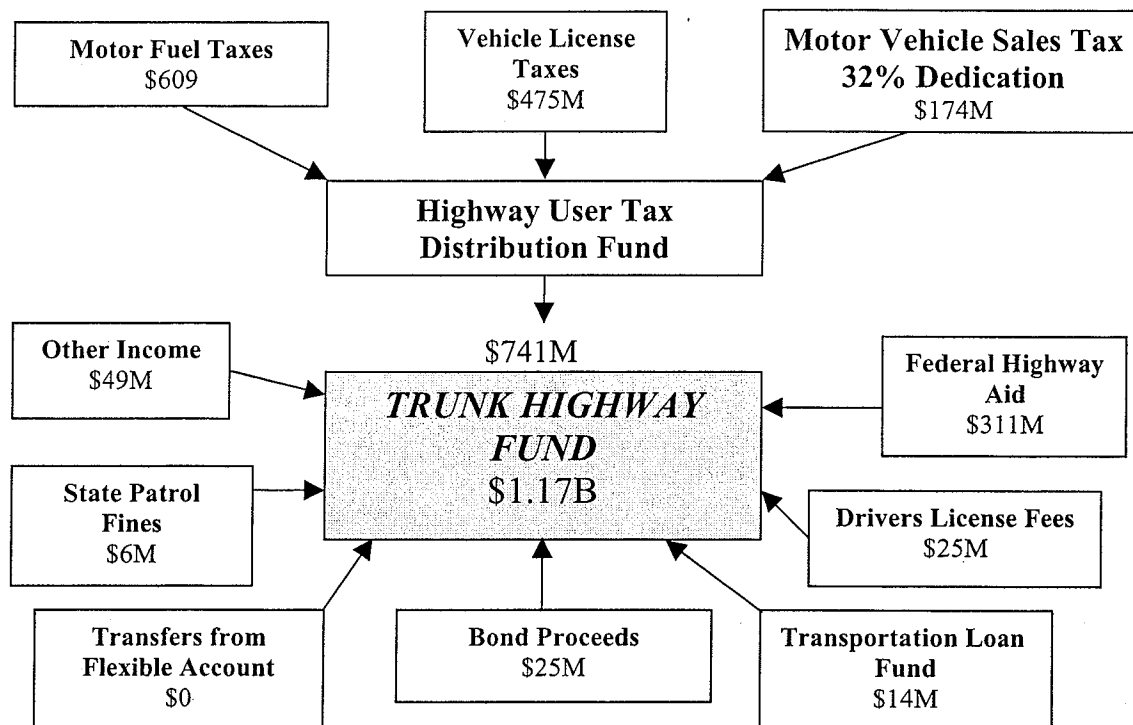 Motor Fuel Taxes
$609
Vehicle License
Taxes
$475M
Motor Vehicle Sales Tax
32% Dedication
$174M
Highway User Tax
Distribution Fund
$741M
Other Income
$49M
Federal Highway
Aid
$311M
TRUNK HIGHWAY
FUND
$1.17B
State Patrol
Fines
$6M
Drivers License Fees
$25M
Transfers from
Flexible Account
$0
Bond Proceeds
$25M
Transportation Loan
Fund
$14M